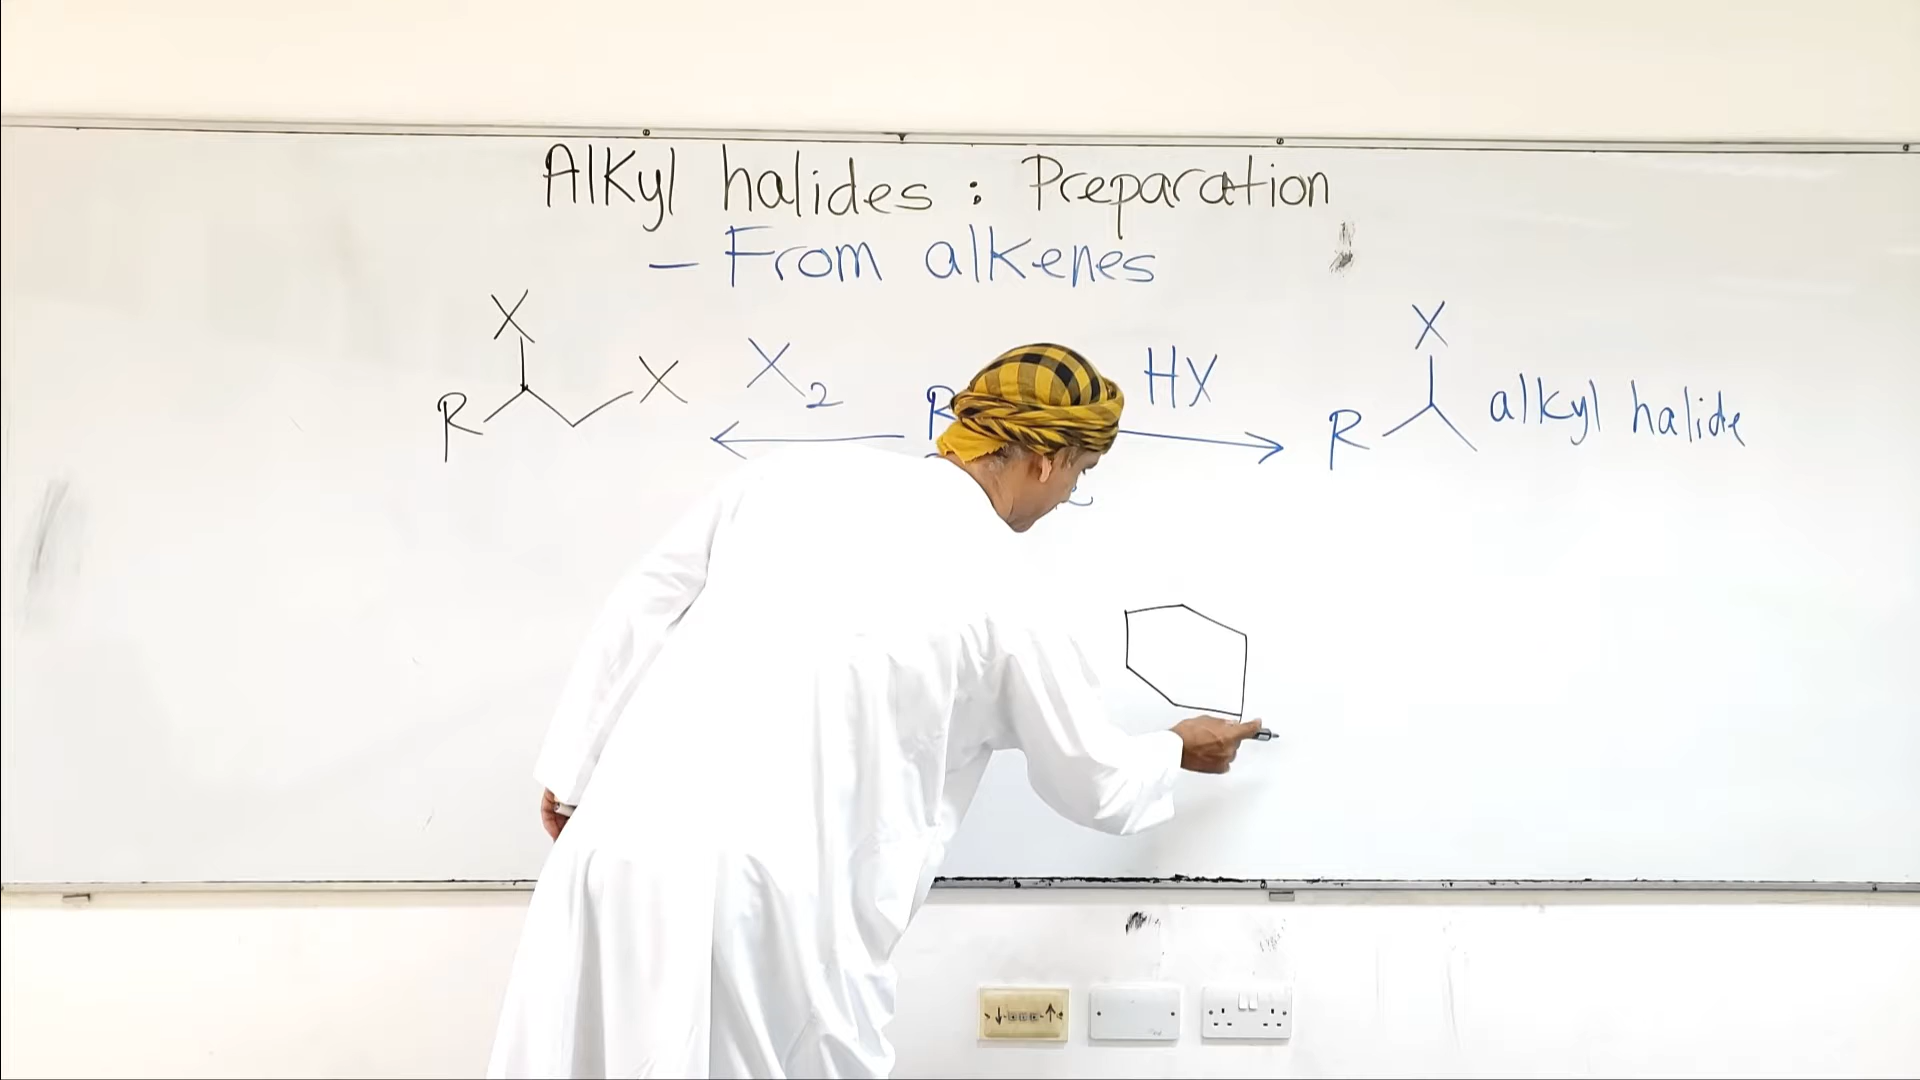 Alkyl halides : Preparation
– From alkenes
X
R
X
X2
R
HX
X
R
alkyl halide